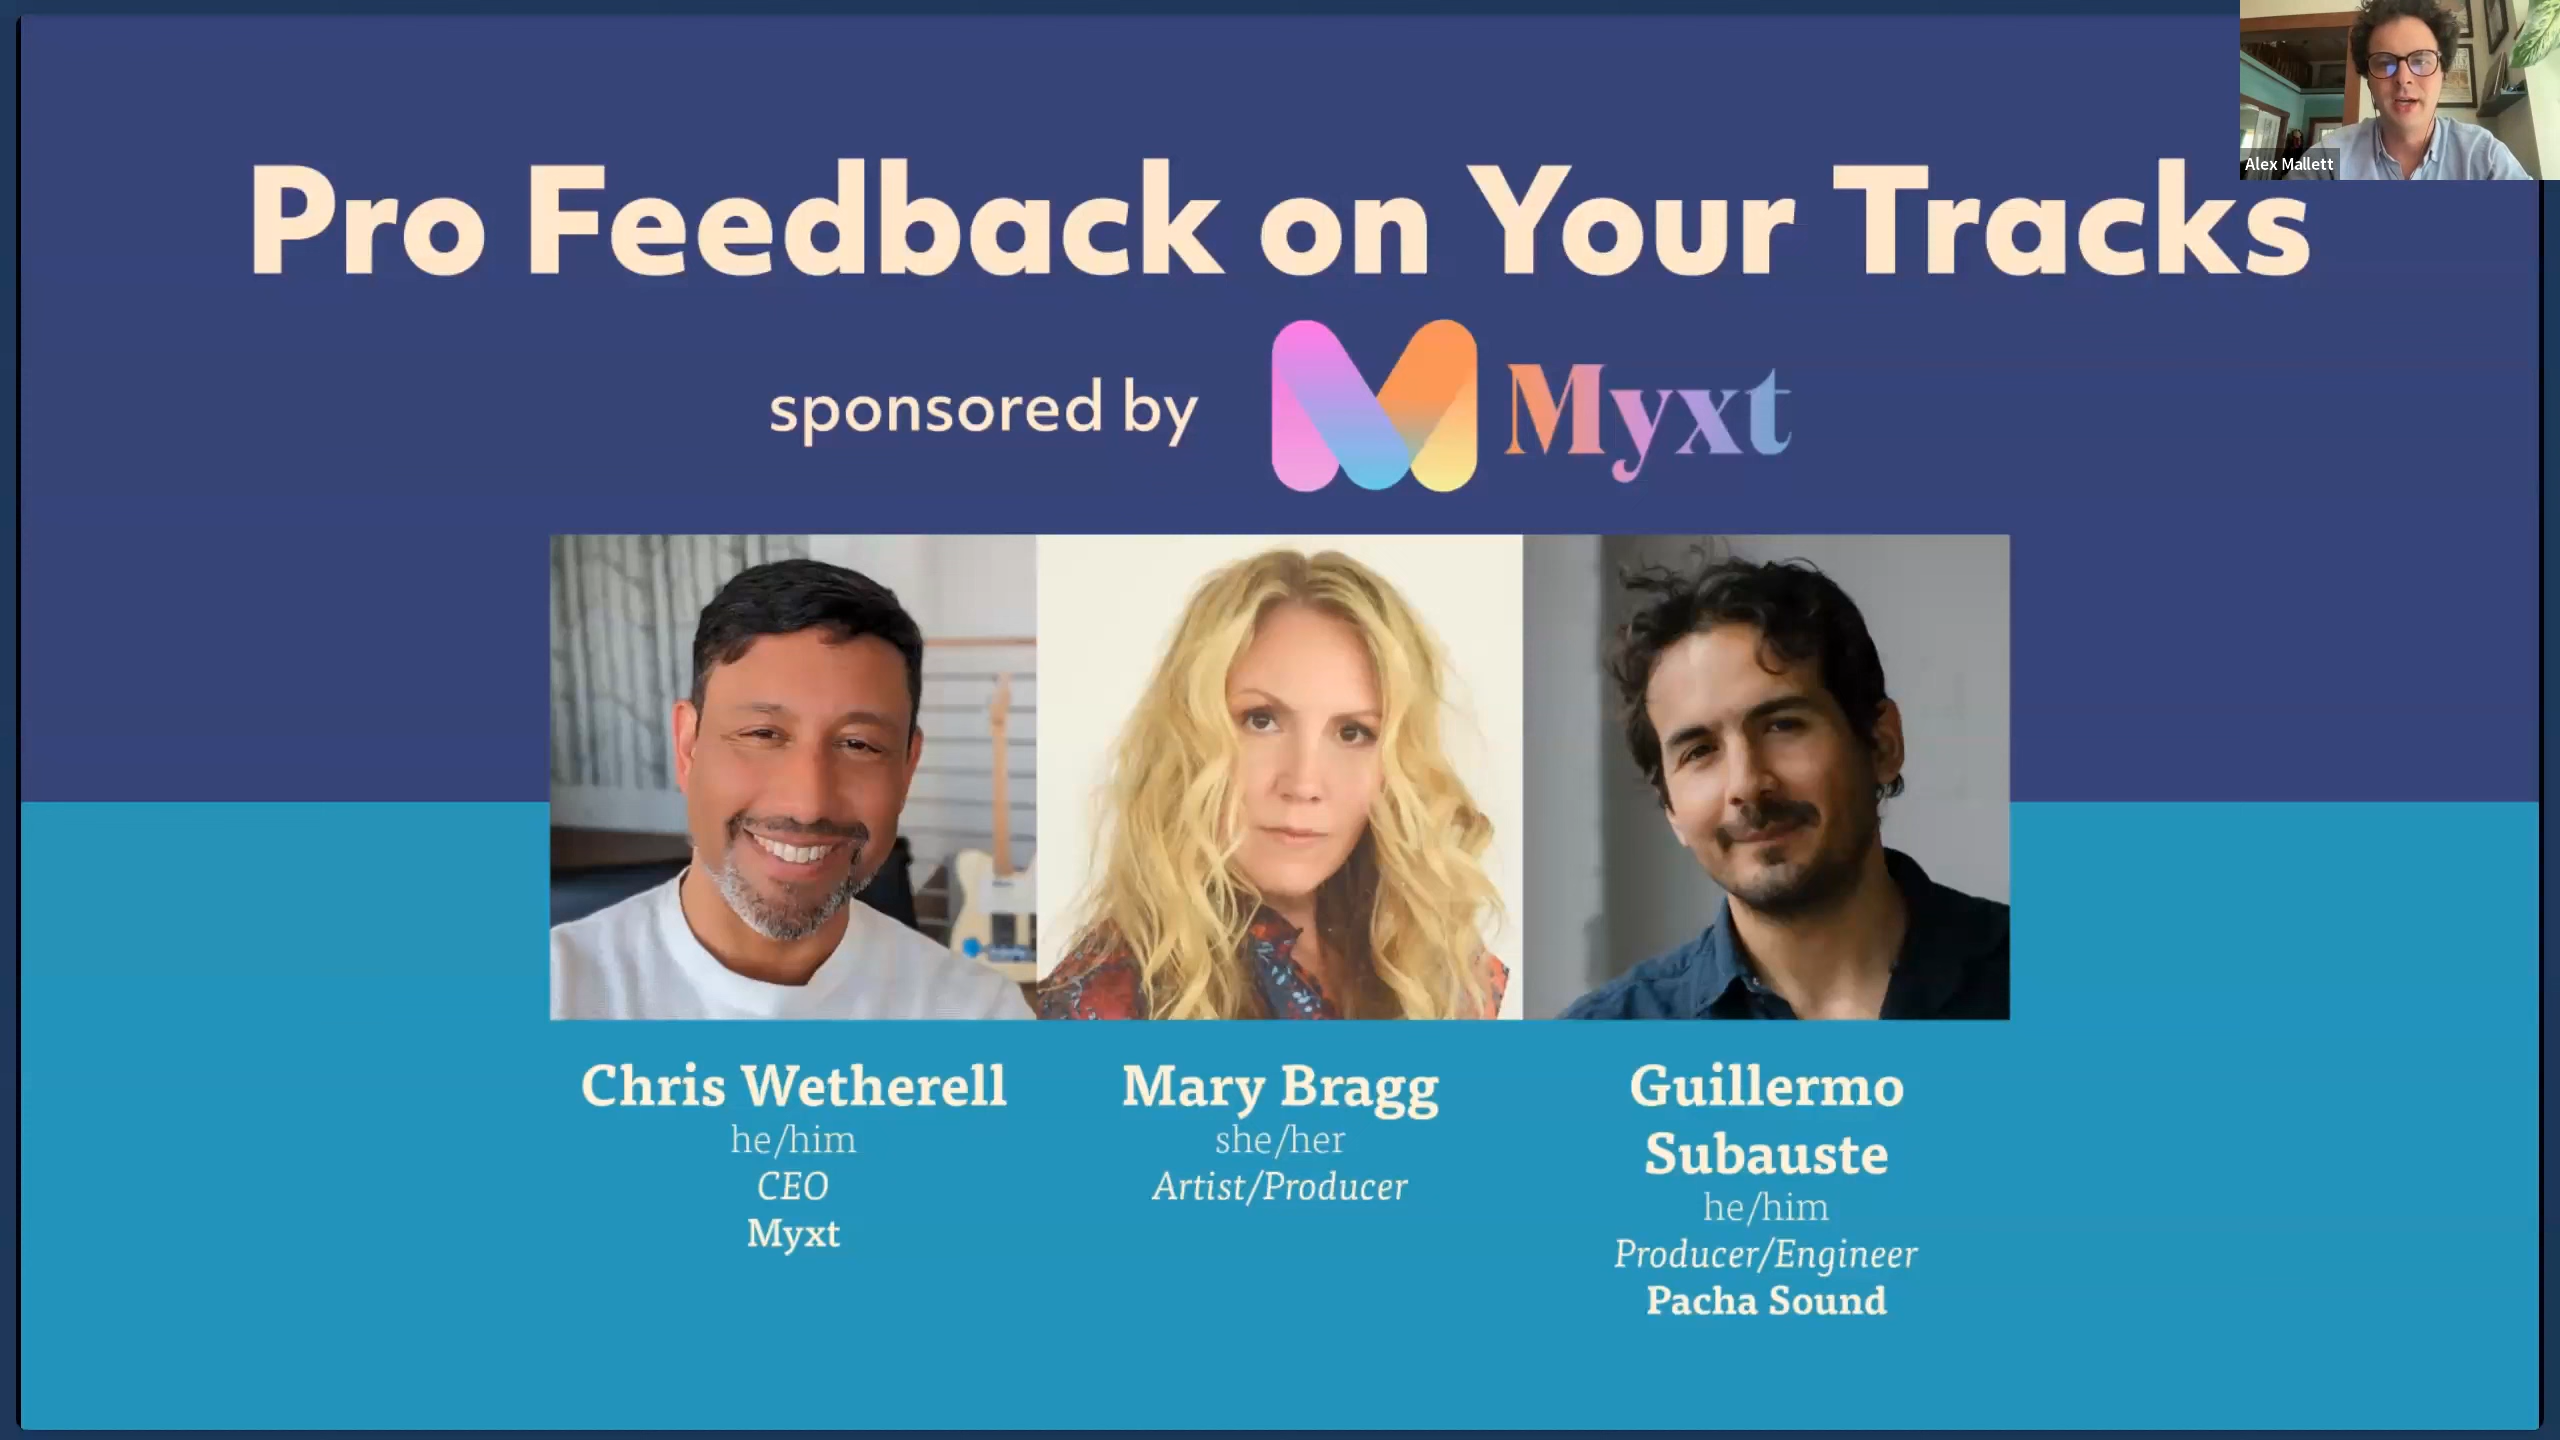 Alex Mallett
Pro Feedback on Your Tracks
sponsored by
Myxt
Chris Wetherell
he/him
CEO
Myxt
Mary Bragg
she/her
Artist/Producer
Guillermo
Subauste
he/him
Producer/Engineer
Pacha Sound